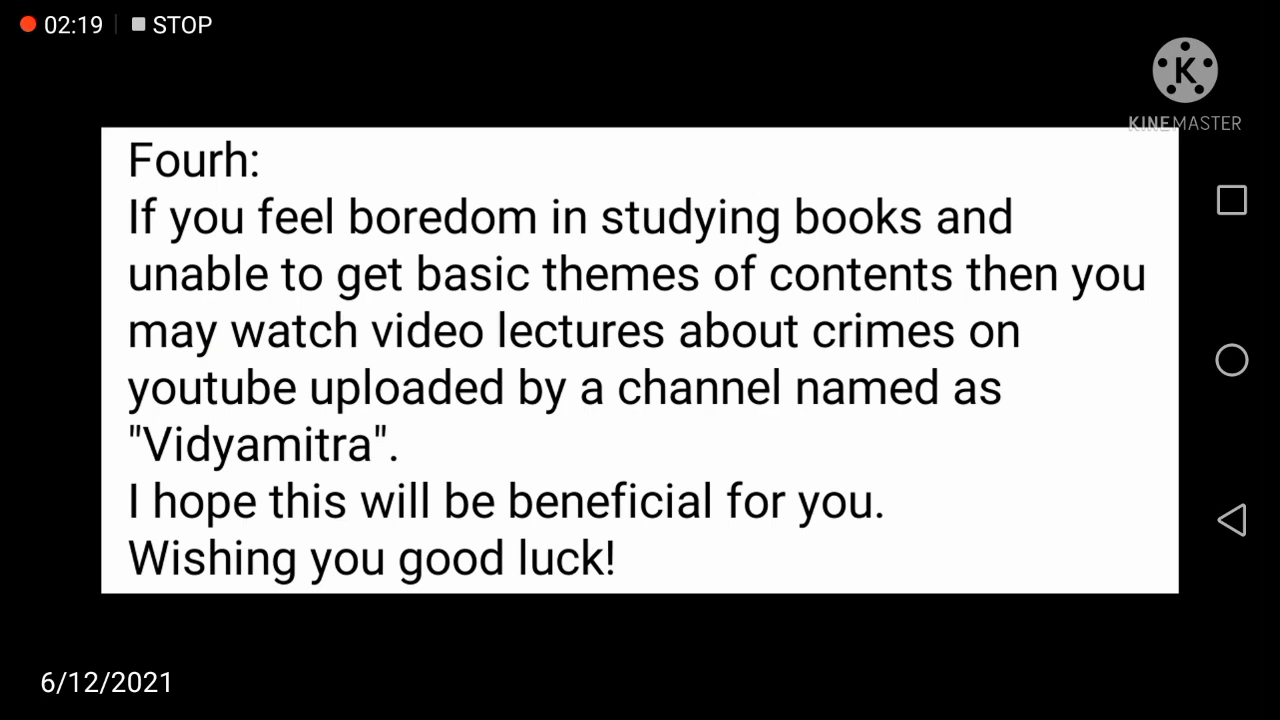 02:19 STOP
K
KINEMASTER
Fourh:
If you feel boredom in studying books and
unable to get basic themes of contents then you
may watch video lectures about crimes on
youtube uploaded by a channel named as
"Vidyamitra".
I hope this will be beneficial for you.
Wishing you good luck!
6/12/2021